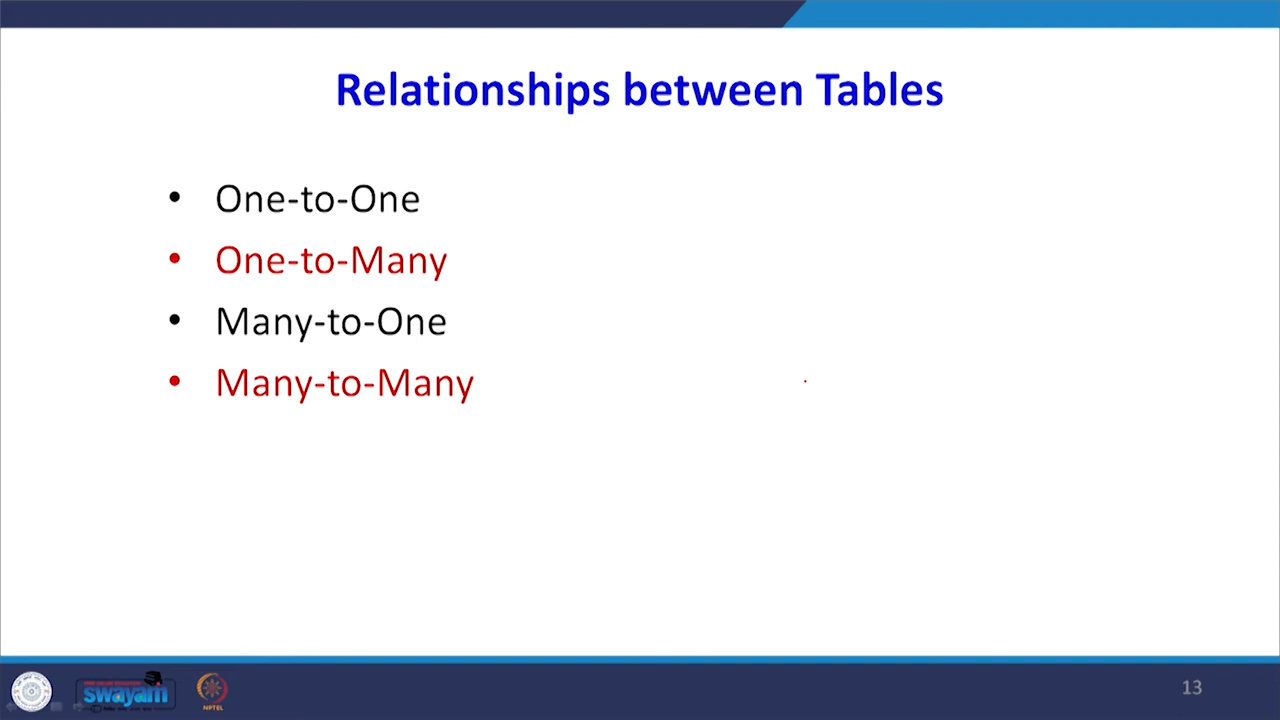 Relationships between Tables
• One-to-One
• One-to-Many
• Many-to-One
• Many-to-Many
swayam
NPTEL
13